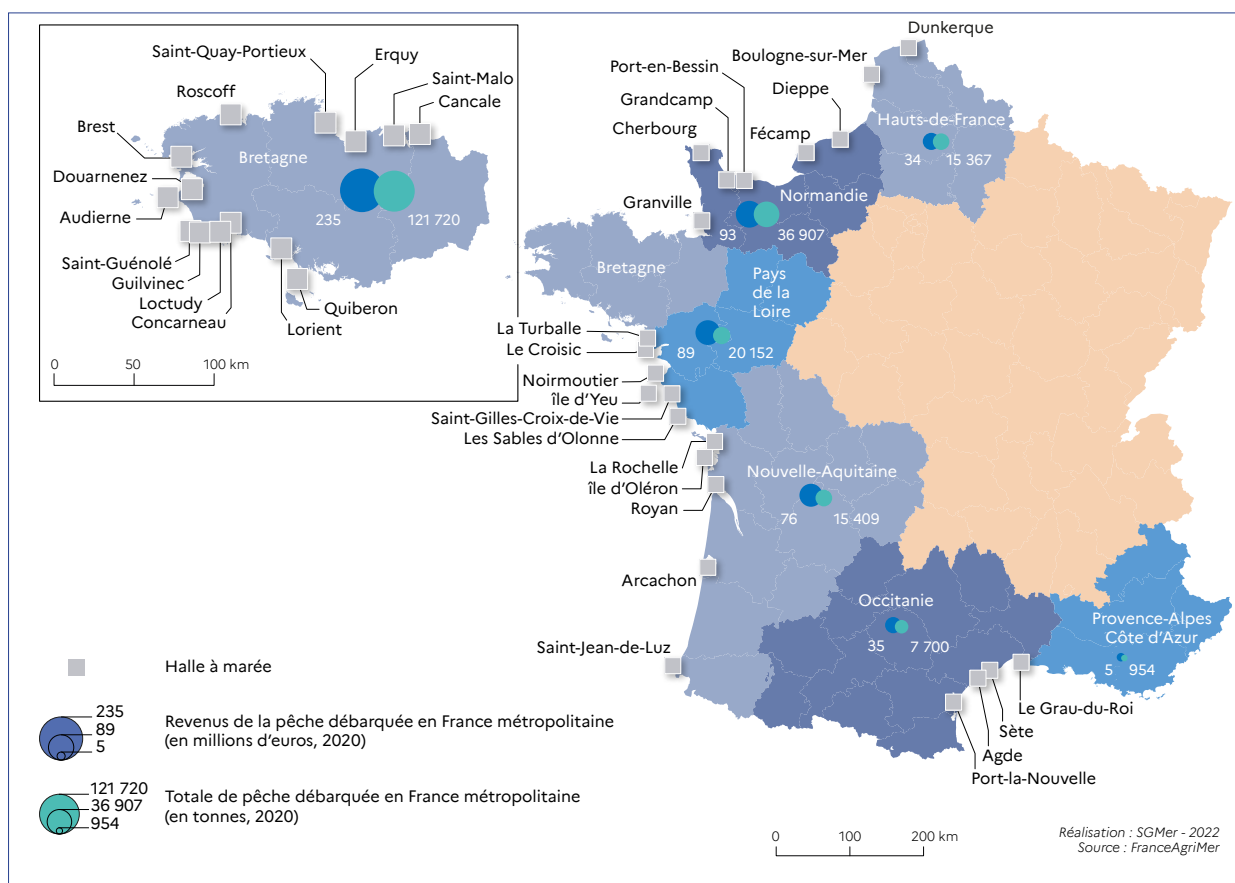 Saint-Quay-Portieux
Erquy
Saint-Malo
Cancale
Roscoff
Brest
Bretagne
Douarnenez
Audierne
235
121 720
Saint-Guénolé
Guilvinec
Loctudy
Concarneau
Quiberon
Lorient
0
50
100 km
Dunkerque
Boulogne-sur-Mer
Port-en-Bessin
Dieppe
Grandcamp
Cherbourg
Fécamp
Hauts-de-France
34
15 367
Granville
Normandie
93
36 907
Bretagne
Pays
de la
Loire
La Turballe
Le Croisic
89
20 152
Noirmoutier
île d'Yeu
Saint-Gilles-Croix-de-Vie
Les Sables d'Olonne
La Rochelle
île d'Oléron
Royan
Nouvelle-Aquitaine
76
15 409
Arcachon
Occitanie
35
7 700
Provence-Alpes
Côte d'Azur
5
954
Saint-Jean-de-Luz
Le Grau-du-Roi
Sète
Agde
Port-la-Nouvelle
Halle à marée
235
89
5
Revenus de la pêche débarquée en France métropolitaine
(en millions d'euros, 2020)
121 720
36 907
954
Totale de pêche débarquée en France métropolitaine
(en tonnes, 2020)
0
100
200 km
Réalisation : SGMer - 2022
Source : FranceAgriMer